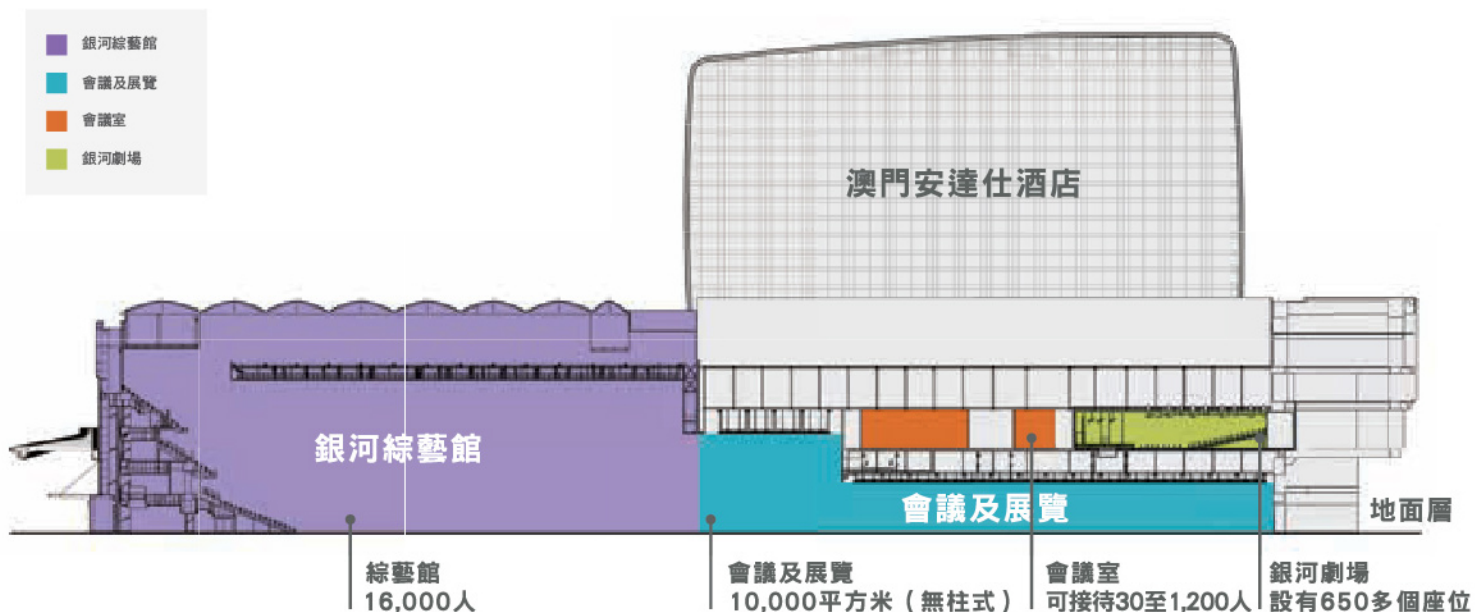 銀河綜藝館
會議及展覽
會議室
銀河劇場
澳門安達仕酒店
銀河綜藝館
會議及展覽
地面層
綜藝館
16,000人
會議及展覽
10,000平方米（無柱式）
會議室
可接待30至1,200人
銀河劇場
設有650多個座位